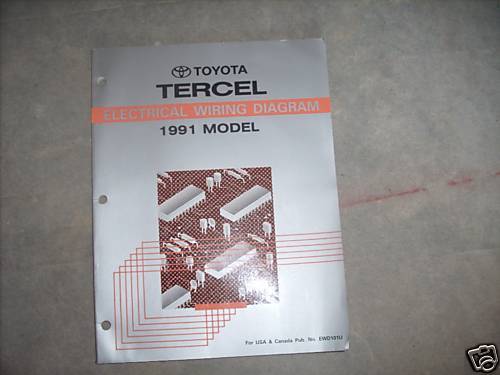 TOYOTA
TERCEL
ELECTRICAL WIRING DIAGRAM
1991 MODEL
For USA & Canada Pub. No. EWD101U